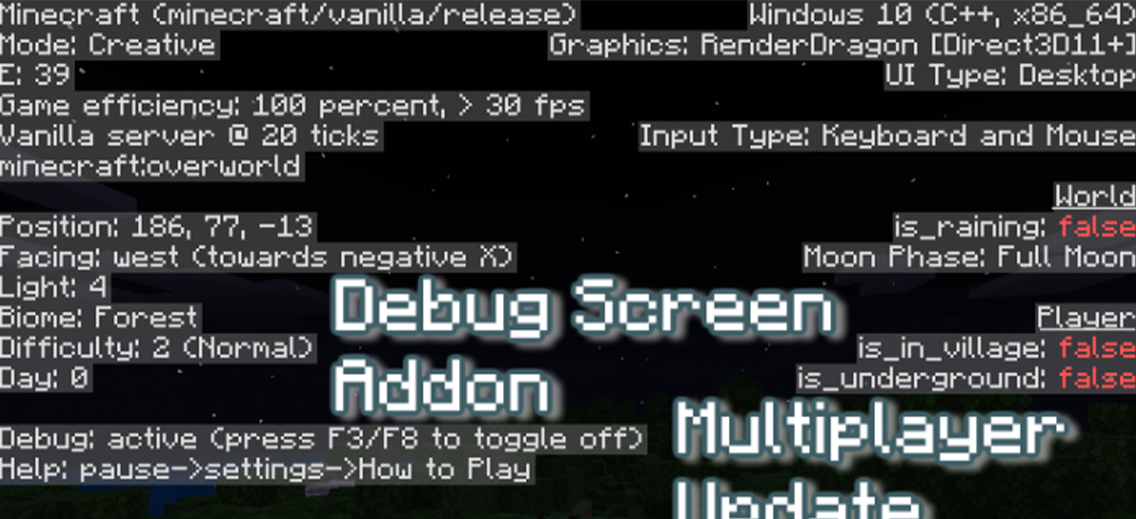 Minecraft (minecraft/vanilla/release)
Mode: Creative
E: 39
Game efficiency: 100 percent, > 30 fps
Vanilla server @ 20 ticks
minecraft:overworld
Position: 186, 77, -13
Facing: west (towards negative X)
Light: 4
Biome: Forest
Difficulty: 2 (Normal)
Day: 0
Debug: active (press F3/F8 to toggle off)
Help: pause->settings->How to Play
Windows 10 (C++, x86_64)
Graphics: RenderDragon [Direct3D11+]
UI Type: Desktop
Input Type: Keyboard and Mouse
World
is_raining: false
Moon Phase: Full Moon
Player
is_in_village: false
is_underground: false
Debug Screen
Addon
Multiplayer
Update